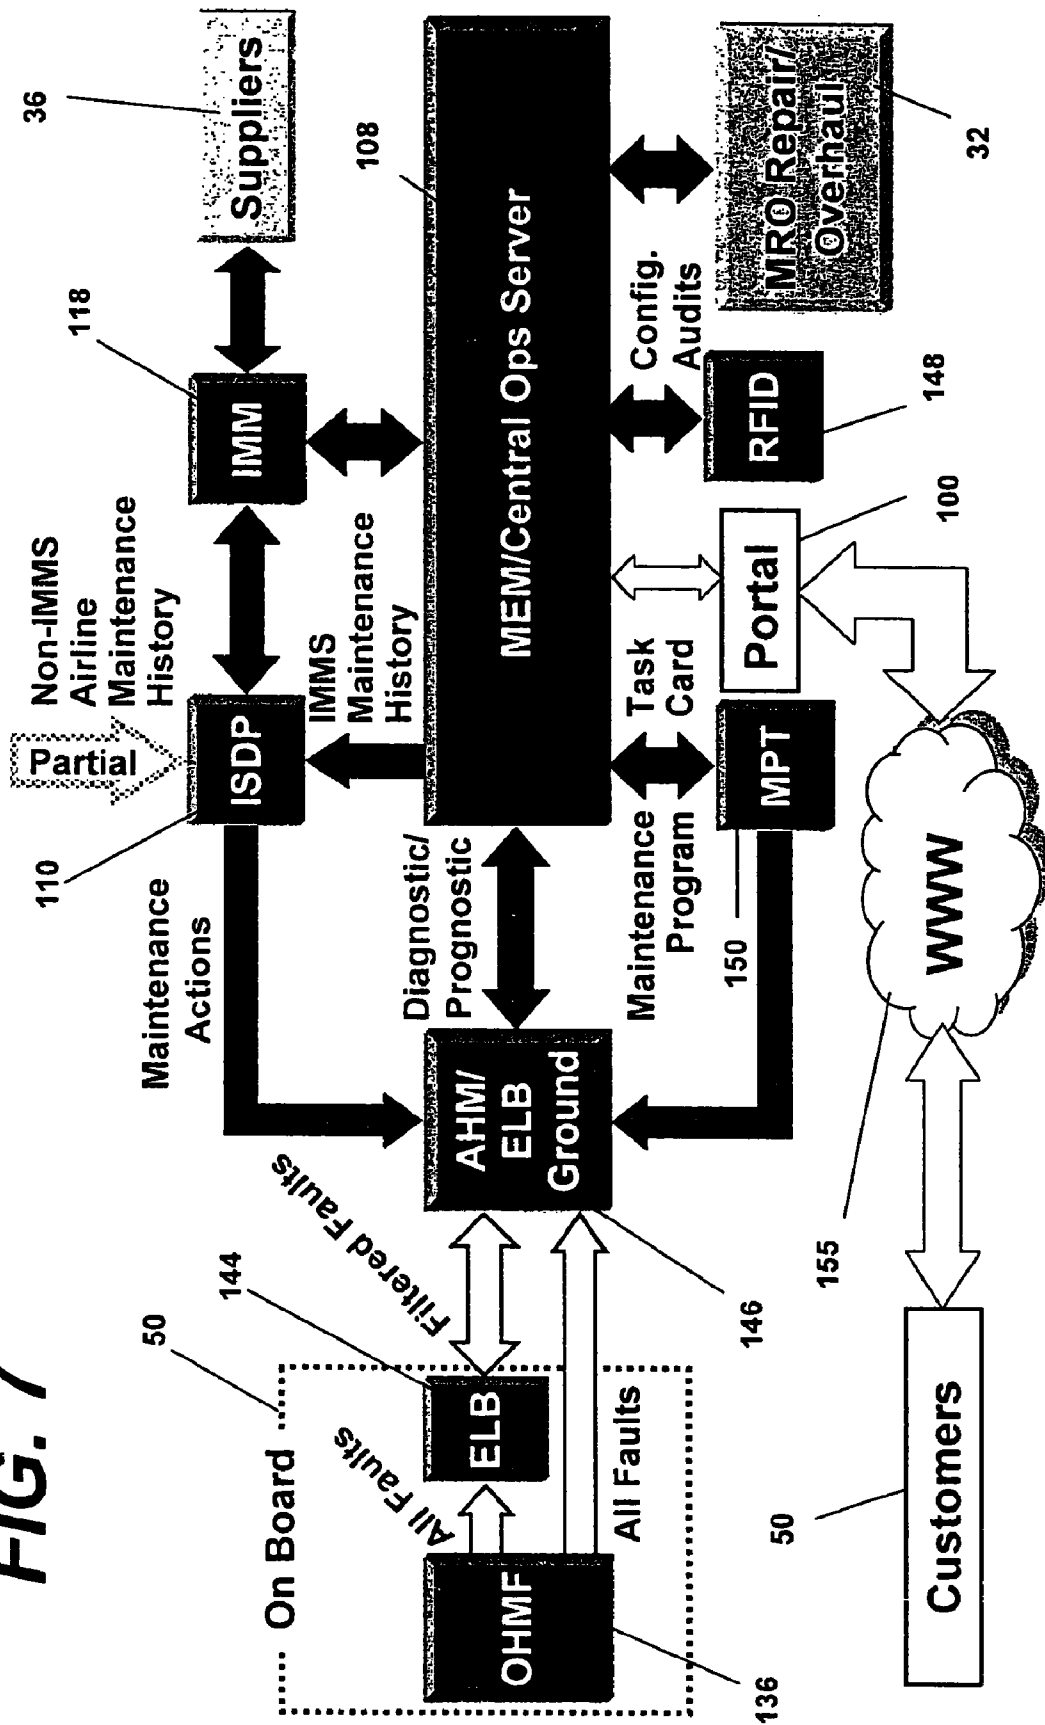 FIG. 7
Partial
Non-IMMS
Airline
Maintenance
History
36
Suppliers
118
IMM
110
ISDP
Maintenance
Actions
IMMS
Maintenance
History
108
MEM/Central Ops Server
Diagnostic/
Prognostic
AHM/
ELB
Ground
146
Filtered Faults
144
50
On Board
ELB
All Faults
OHMF
All Faults
136
Maintenance
Program
Task
Card
Config.
Audits
150
MPT
Portal
100
RFID
148
MRO Repair/
Overhaul
32
155
WWW
50
Customers